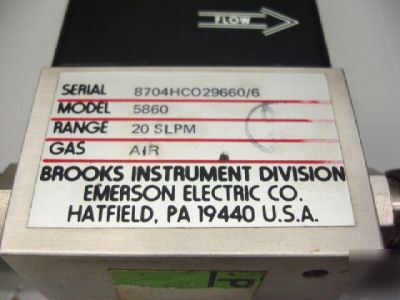 FLOW
SERIAL 8704HC029660/6
MODEL 5860
RANGE 20 SLPM
GAS AIR
BROOKS INSTRUMENT DIVISION
EMERSON ELECTRIC CO.
HATFIELD, PA 19440 U.S.A.